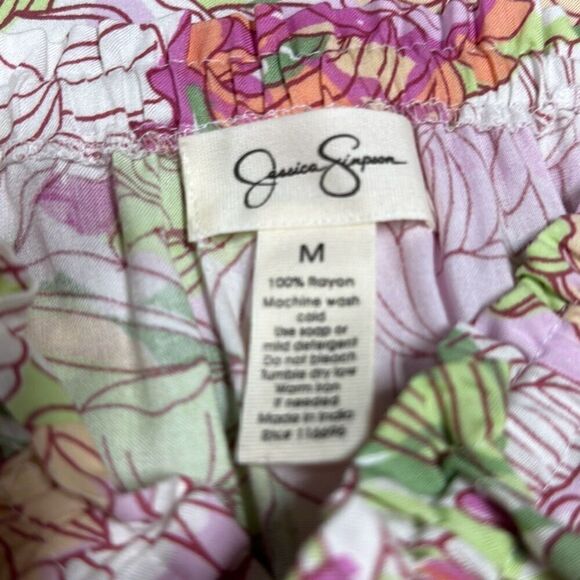 Jessica Simpson
M
100% Rayon
Machine wash
cold
Use soap or
mild detergent
Do not bleach
Tumble dry low
Warm iron
if needed
Made in India